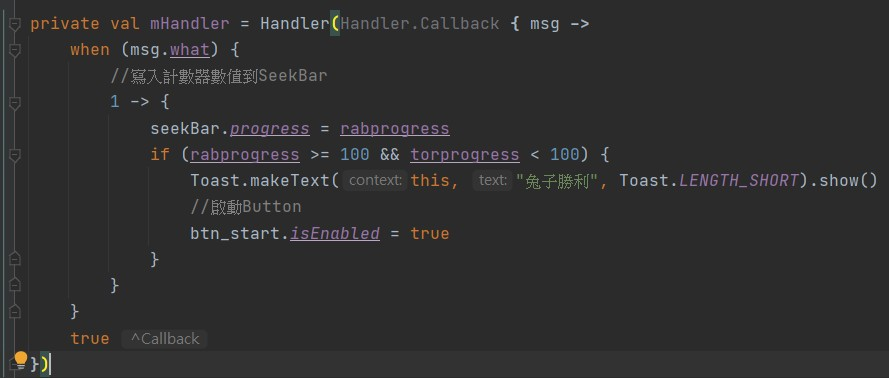 private val mHandler = Handler(Handler.Callback { msg ->
when (msg.what) {
//寫入計數器數值到SeekBar
1 -> {
seekBar.progress = rabprogress
if (rabprogress >= 100 && torprogress < 100) {
Toast.makeText( context: this, text: "兔子勝利", Toast.LENGTH_SHORT).show()
//啟動Button
btn_start.isEnabled = true
}
}
}
true ^Callback
})